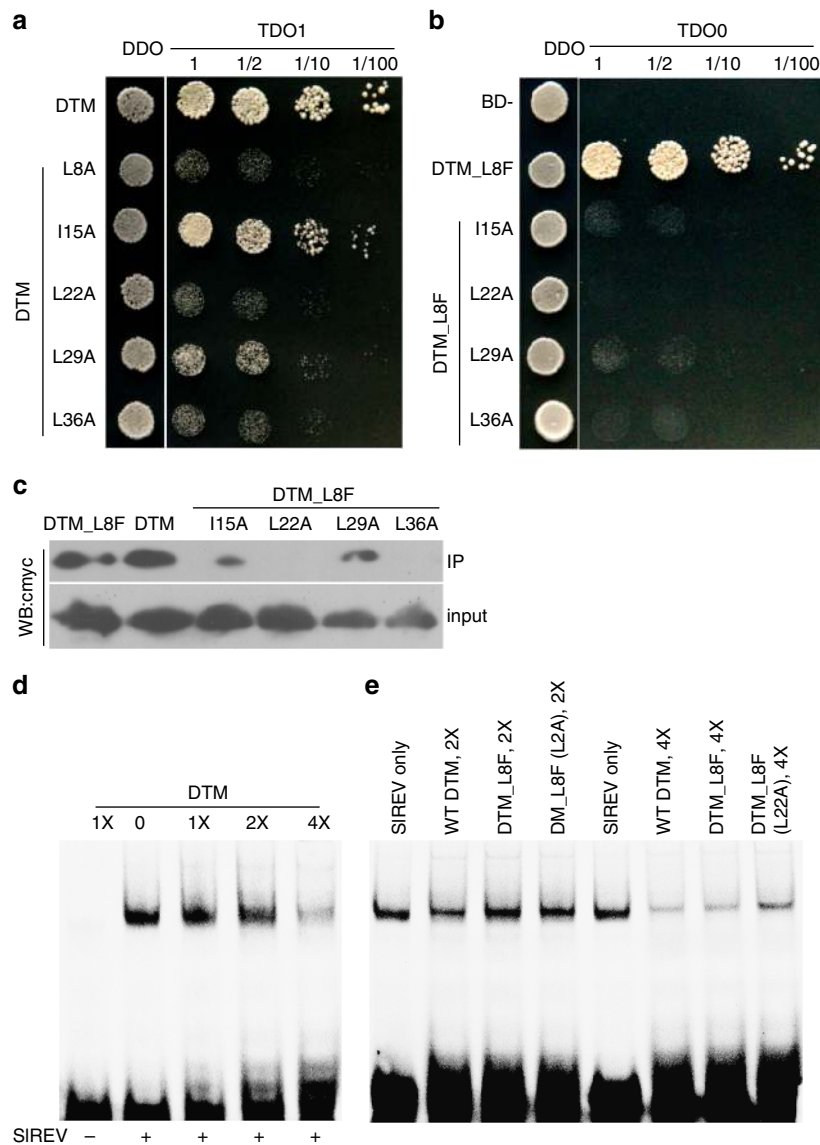 a
TDO1
DDO 1 1/2 1/10 1/100
DTM
L8A
I15A
L22A
L29A
L36A
DTM
b
TDO0
DDO 1 1/2 1/10 1/100
BD-
DTM_L8F
I15A
L22A
L29A
L36A
DTM_L8F
c
DTM_L8F
DTM_L8F DTM I15A L22A L29A L36A
WB:cmyc
IP
input
d
DTM
1X 0 1X 2X 4X
SlREV – + + + +
e
SlREV only
WT DTM, 2X
DTM_L8F, 2X
DM_L8F (L2A), 2X
SlREV only
WT DTM, 4X
DTM_L8F, 4X
DTM_L8F
(L22A), 4X